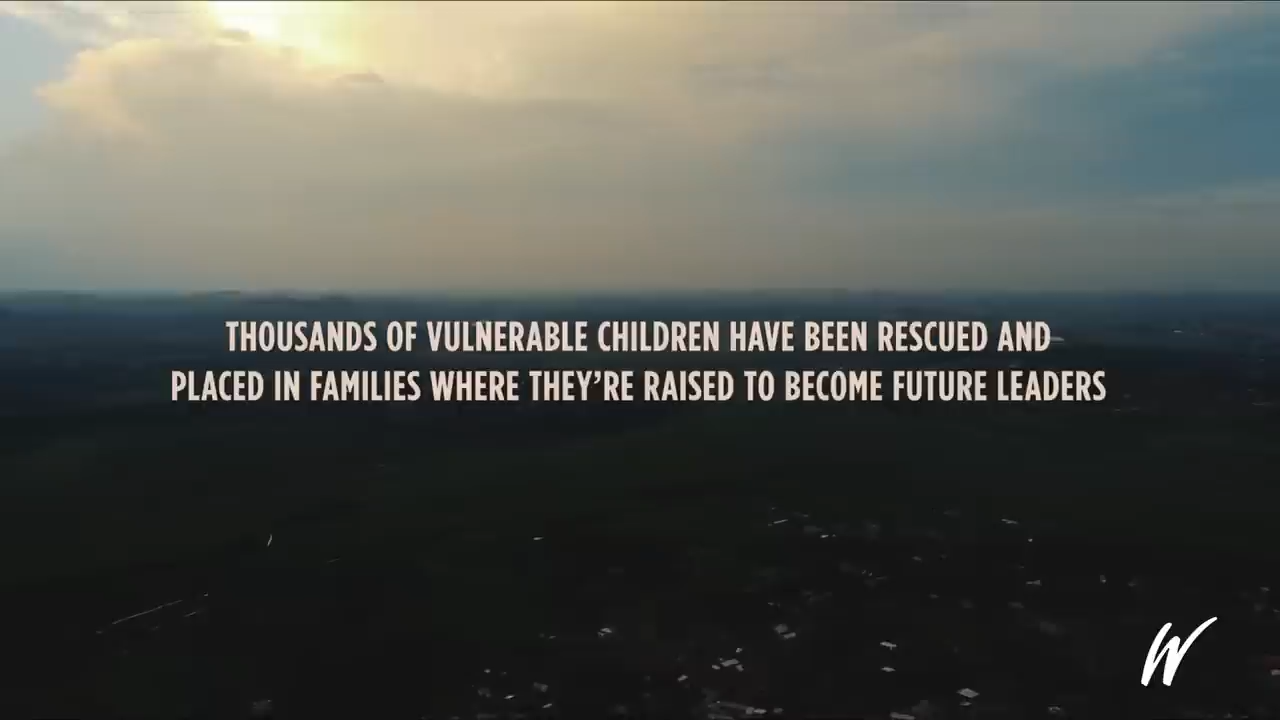 THOUSANDS OF VULNERABLE CHILDREN HAVE BEEN RESCUED AND
PLACED IN FAMILIES WHERE THEY’RE RAISED TO BECOME FUTURE LEADERS
W